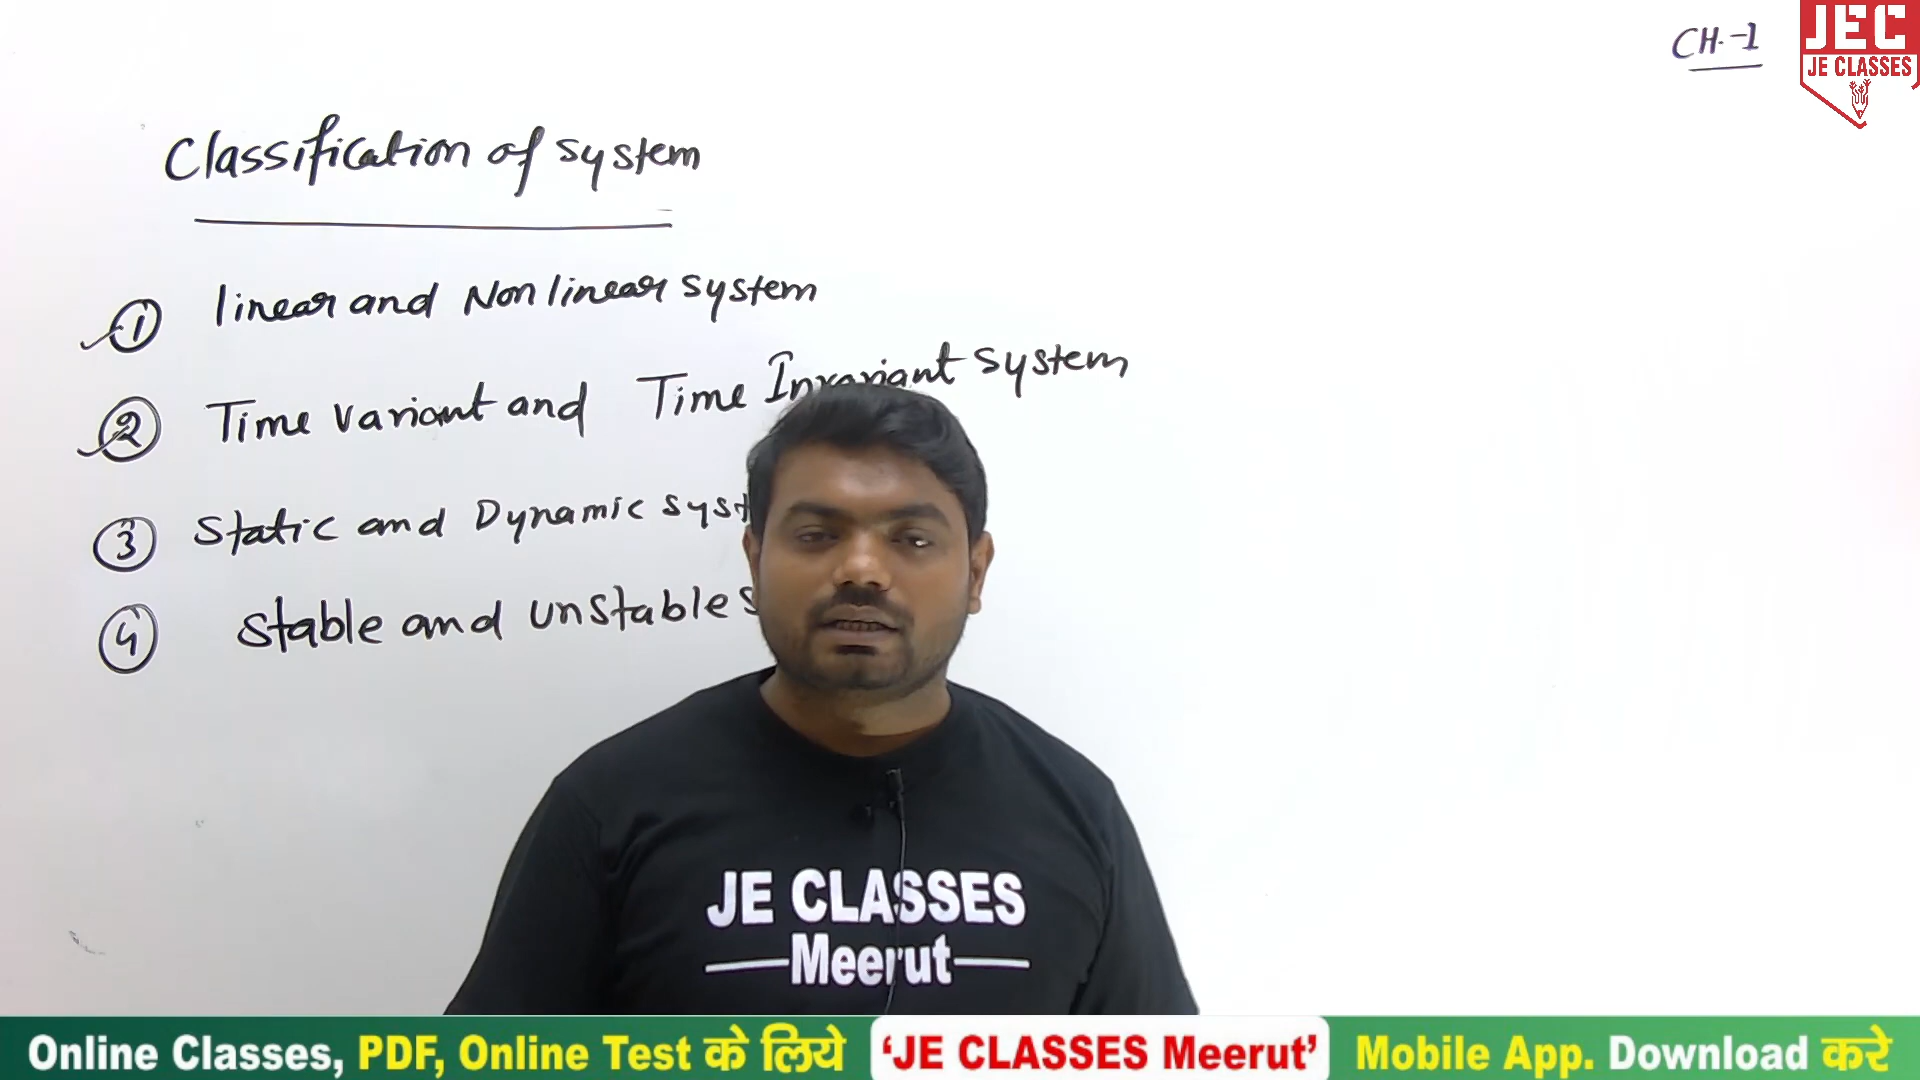 CH.-1
JEC
JE CLASSES
Classification of system
1 linear and Non linear system
2 Time variant and Time Invariant system
3 Static and Dynamic syst
4 Stable and unstable s
JE CLASSES
Meerut
Online Classes, PDF, Online Test के लिये 'JE CLASSES Meerut' Mobile App. Download करे